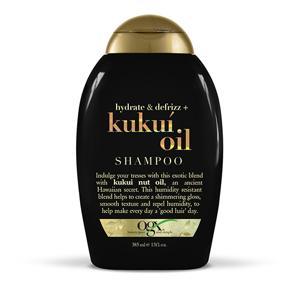 hydrate & defrizz +
kukuí
oil
SHAMPOO
Indulge your tresses with this exotic blend
with kukui nut oil, an ancient
Hawaiian secret. This humidity resistant
blend helps to create a shimmering gloss,
smooth texture and repel humidity, to
help make every day a 'good hair' day.
ogx
385 ml ℮ 13 fl. oz.